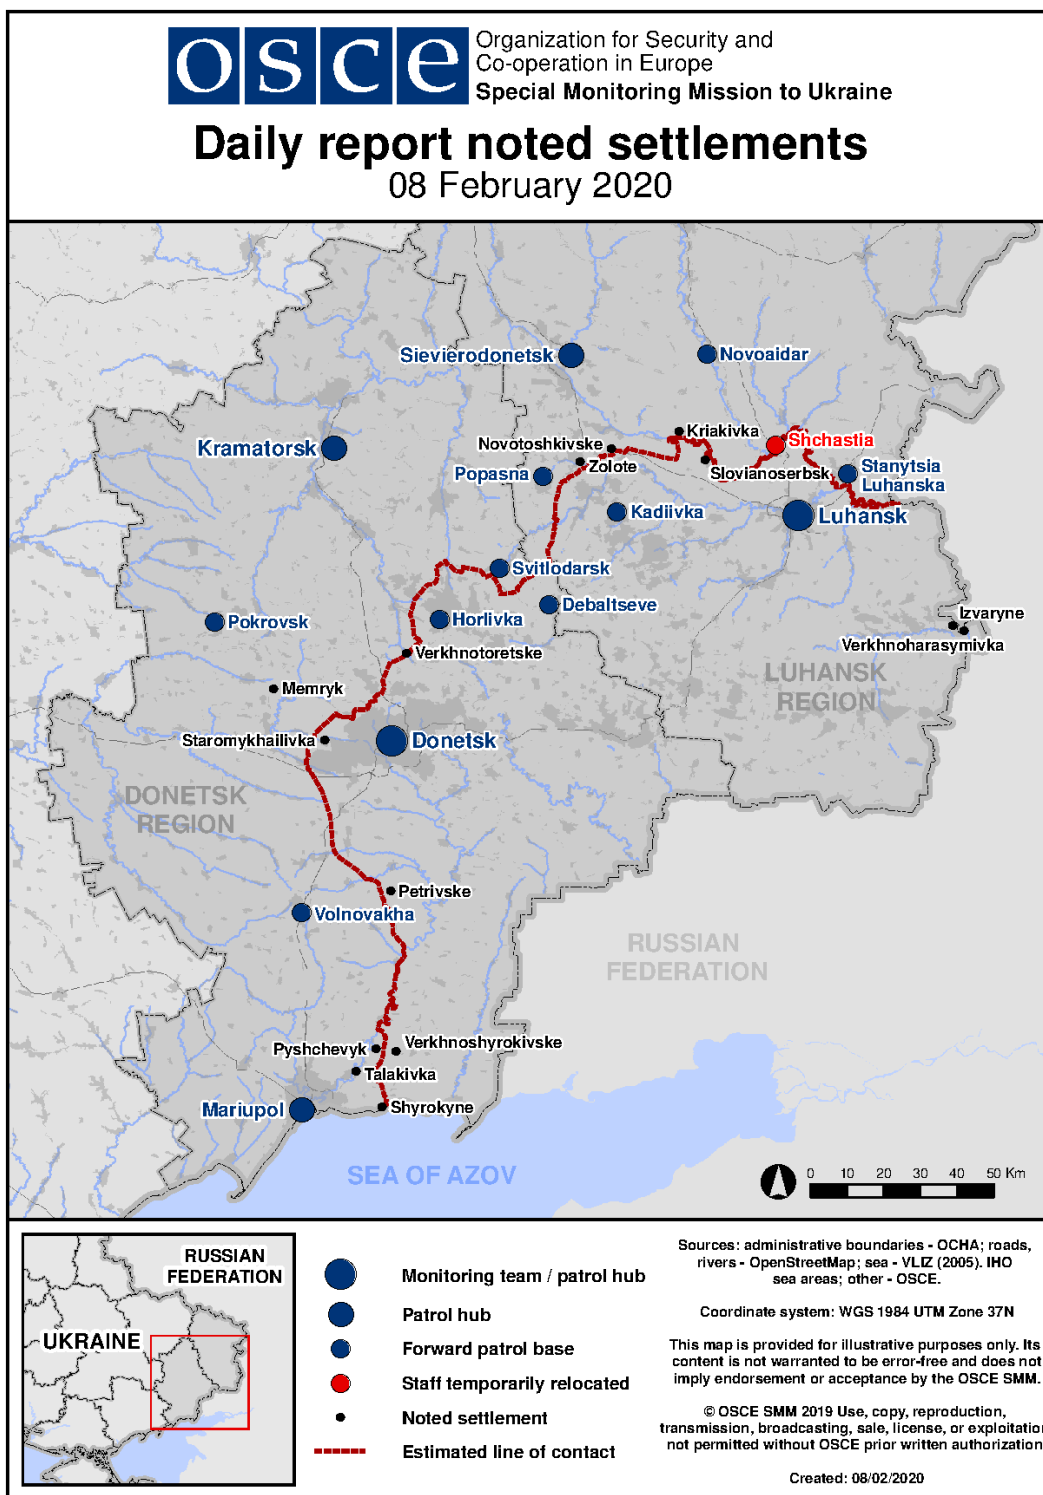 osce
Organization for Security and
Co-operation in Europe
Special Monitoring Mission to Ukraine
Daily report noted settlements
08 February 2020
Sievierodonetsk
Novoaidar
Kramatorsk
Novotoshkivske
Kriakivka
Shchastia
Zolote
Slovianoserbsk
Popasna
Stanytsia
Luhanska
Kadiivka
Luhansk
Svitlodarsk
Debaltseve
Horlivka
Pokrovsk
Izvaryne
Verkhnoharasymivka
Verkhnotoretske
LUHANSK
REGION
Memryk
Staromykhailivka
Donetsk
DONETSK
REGION
Petrivske
Volnovakha
RUSSIAN
FEDERATION
Pyshchevyk
Verkhnoshyrokivske
Talakivka
Mariupol
Shyrokyne
SEA OF AZOV
0 10 20 30 40 50 Km
RUSSIAN
FEDERATION
UKRAINE
Monitoring team / patrol hub
Patrol hub
Forward patrol base
Staff temporarily relocated
Noted settlement
Estimated line of contact
Sources: administrative boundaries - OCHA; roads,
rivers - OpenStreetMap; sea - VLIZ (2005). IHO
sea areas; other - OSCE.
Coordinate system: WGS 1984 UTM Zone 37N
This map is provided for illustrative purposes only. Its
content is not warranted to be error-free and does not
imply endorsement or acceptance by the OSCE SMM.
© OSCE SMM 2019 Use, copy, reproduction,
transmission, broadcasting, sale, license, or exploitation
not permitted without OSCE prior written authorization
Created: 08/02/2020